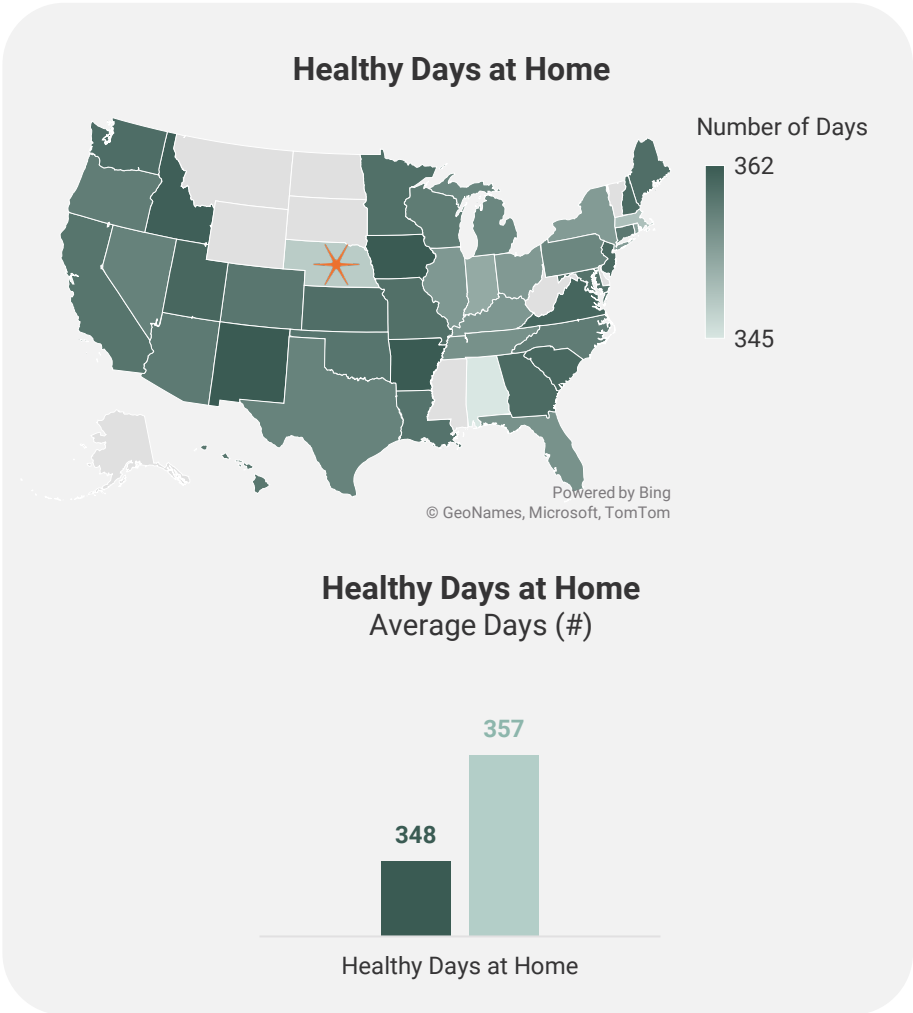 Healthy Days at Home
Number of Days
362
345
Powered by Bing
© GeoNames, Microsoft, TomTom
Healthy Days at Home
Average Days (#)
357
348
Healthy Days at Home